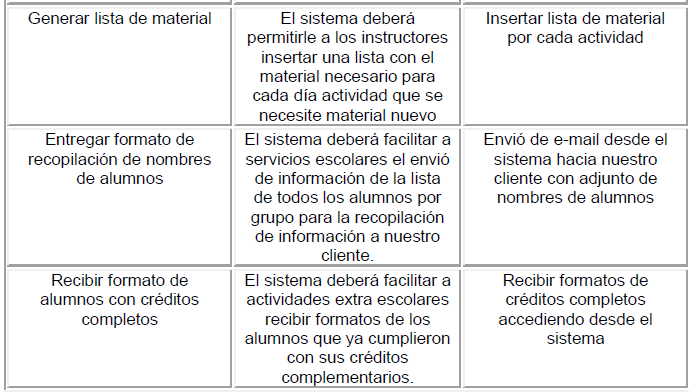 Generar lista de material
El sistema deberá
permitirle a los instructores
insertar una lista con el
material necesario para
cada día actividad que se
necesite material nuevo
Insertar lista de material
por cada actividad
Entregar formato de
recopilación de nombres
de alumnos
El sistema deberá facilitar a
servicios escolares el envió
de información de la lista
de todos los alumnos por
grupo para la recopilación
de información a nuestro
cliente.
Envió de e-mail desde el
sistema hacia nuestro
cliente con adjunto de
nombres de alumnos
Recibir formato de
alumnos con créditos
completos
El sistema deberá facilitar a
actividades extra escolares
recibir formatos de los
alumnos que ya cumplieron
con sus créditos
complementarios.
Recibir formatos de
créditos completos
accediendo desde el
sistema